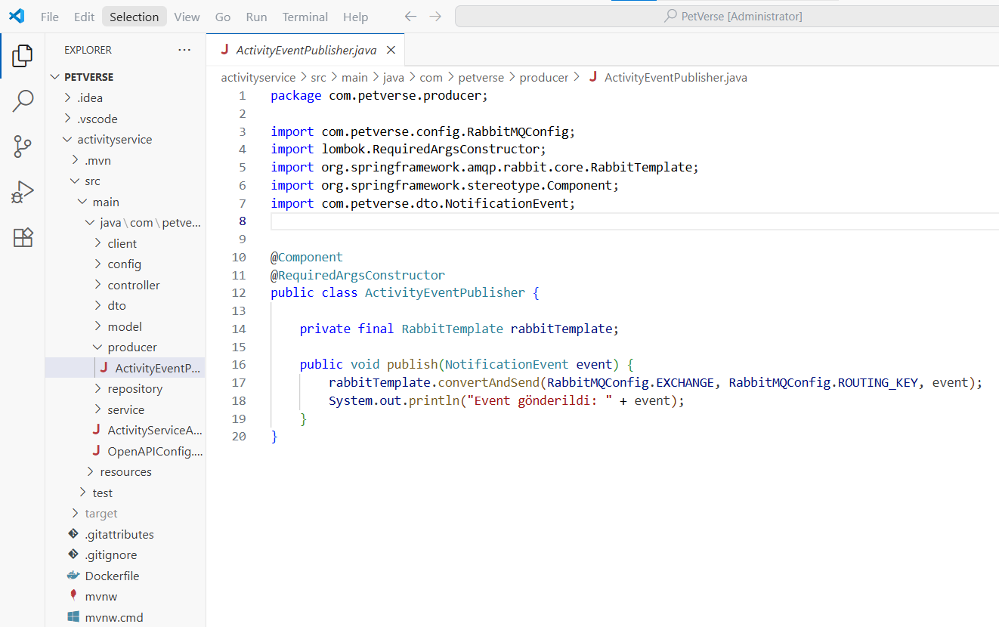 File Edit Selection View Go Run Terminal Help PetVerse [Administrator]
EXPLORER ...
PETVERSE
.idea
.vscode
activityservice
.mvn
src
main
java\com\petve...
client
config
controller
dto
model
producer
ActivityEventP...
repository
service
ActivityServiceA...
OpenAPIConfig....
resources
test
target
.gitattributes
.gitignore
Dockerfile
mvnw
mvnw.cmd
J ActivityEventPublisher.java
activityservice > src > main > java > com > petverse > producer > J ActivityEventPublisher.java
1 package com.petverse.producer;
2
3 import com.petverse.config.RabbitMQConfig;
4 import lombok.RequiredArgsConstructor;
5 import org.springframework.amqp.rabbit.core.RabbitTemplate;
6 import org.springframework.stereotype.Component;
7 import com.petverse.dto.NotificationEvent;
8
9
10 @Component
11 @RequiredArgsConstructor
12 public class ActivityEventPublisher {
13
14 private final RabbitTemplate rabbitTemplate;
15
16 public void publish(NotificationEvent event) {
17 rabbitTemplate.convertAndSend(RabbitMQConfig.EXCHANGE, RabbitMQConfig.ROUTING_KEY, event);
18 System.out.println("Event gönderildi: " + event);
19 }
20 }